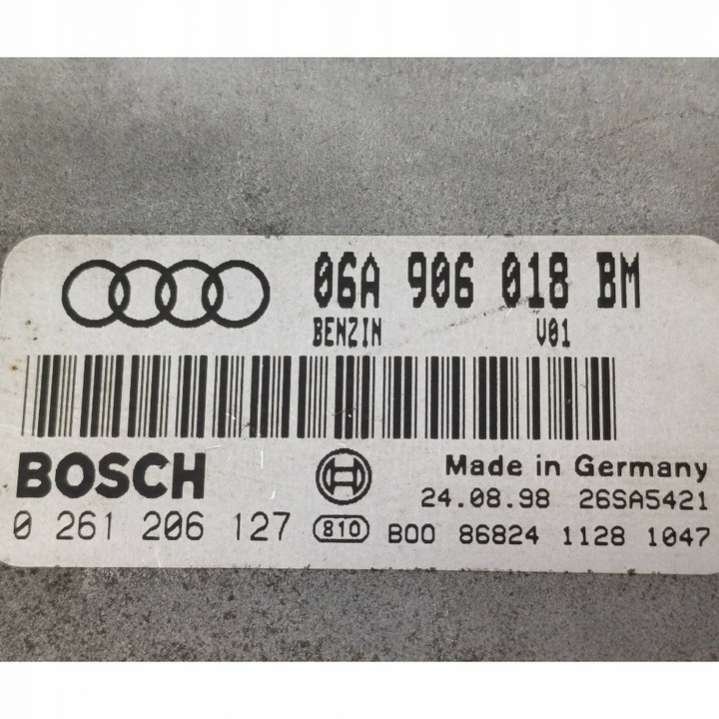 06A 906 018 BM
BENZIN V01
BOSCH
Made in Germany
24.08.98 26SA5421
0 261 206 127 810 B00 86824 1128 1047